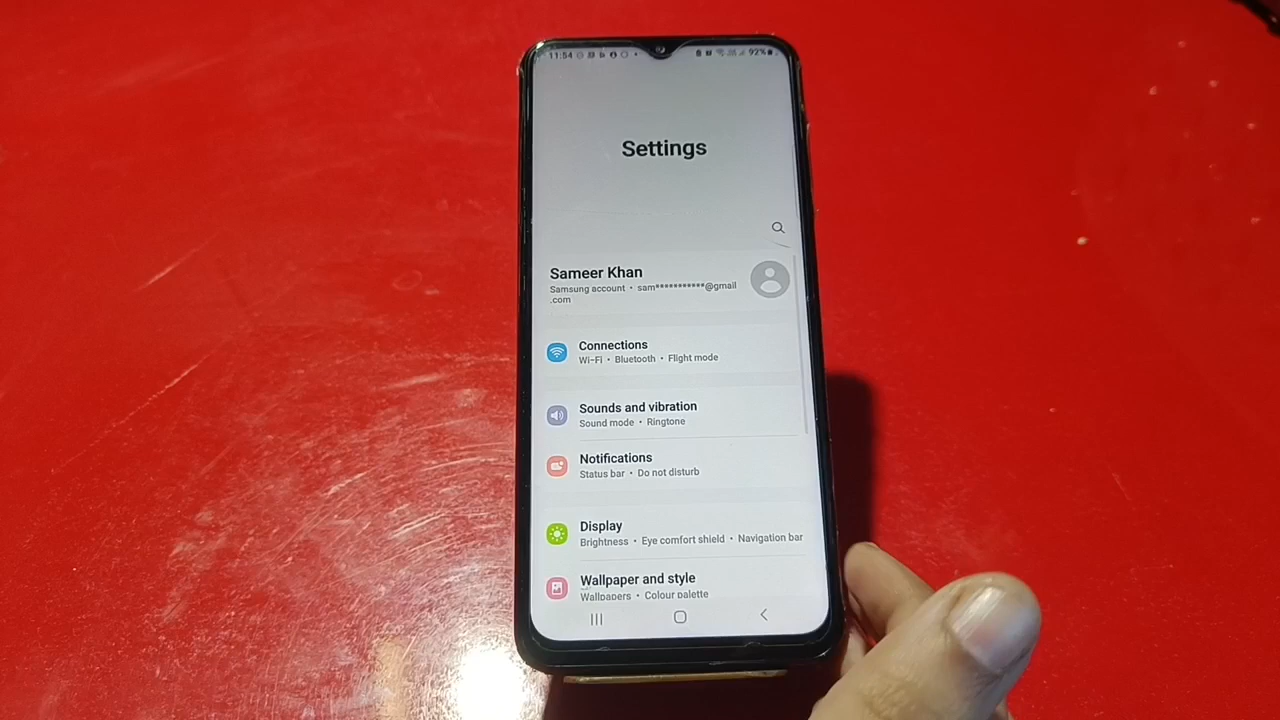 11:54
92%
Settings
Sameer Khan
Samsung account • sam***********@gmail
.com
Connections
Wi-Fi • Bluetooth • Flight mode
Sounds and vibration
Sound mode • Ringtone
Notifications
Status bar • Do not disturb
Display
Brightness • Eye comfort shield • Navigation bar
Wallpaper and style
Wallpapers • Colour palette